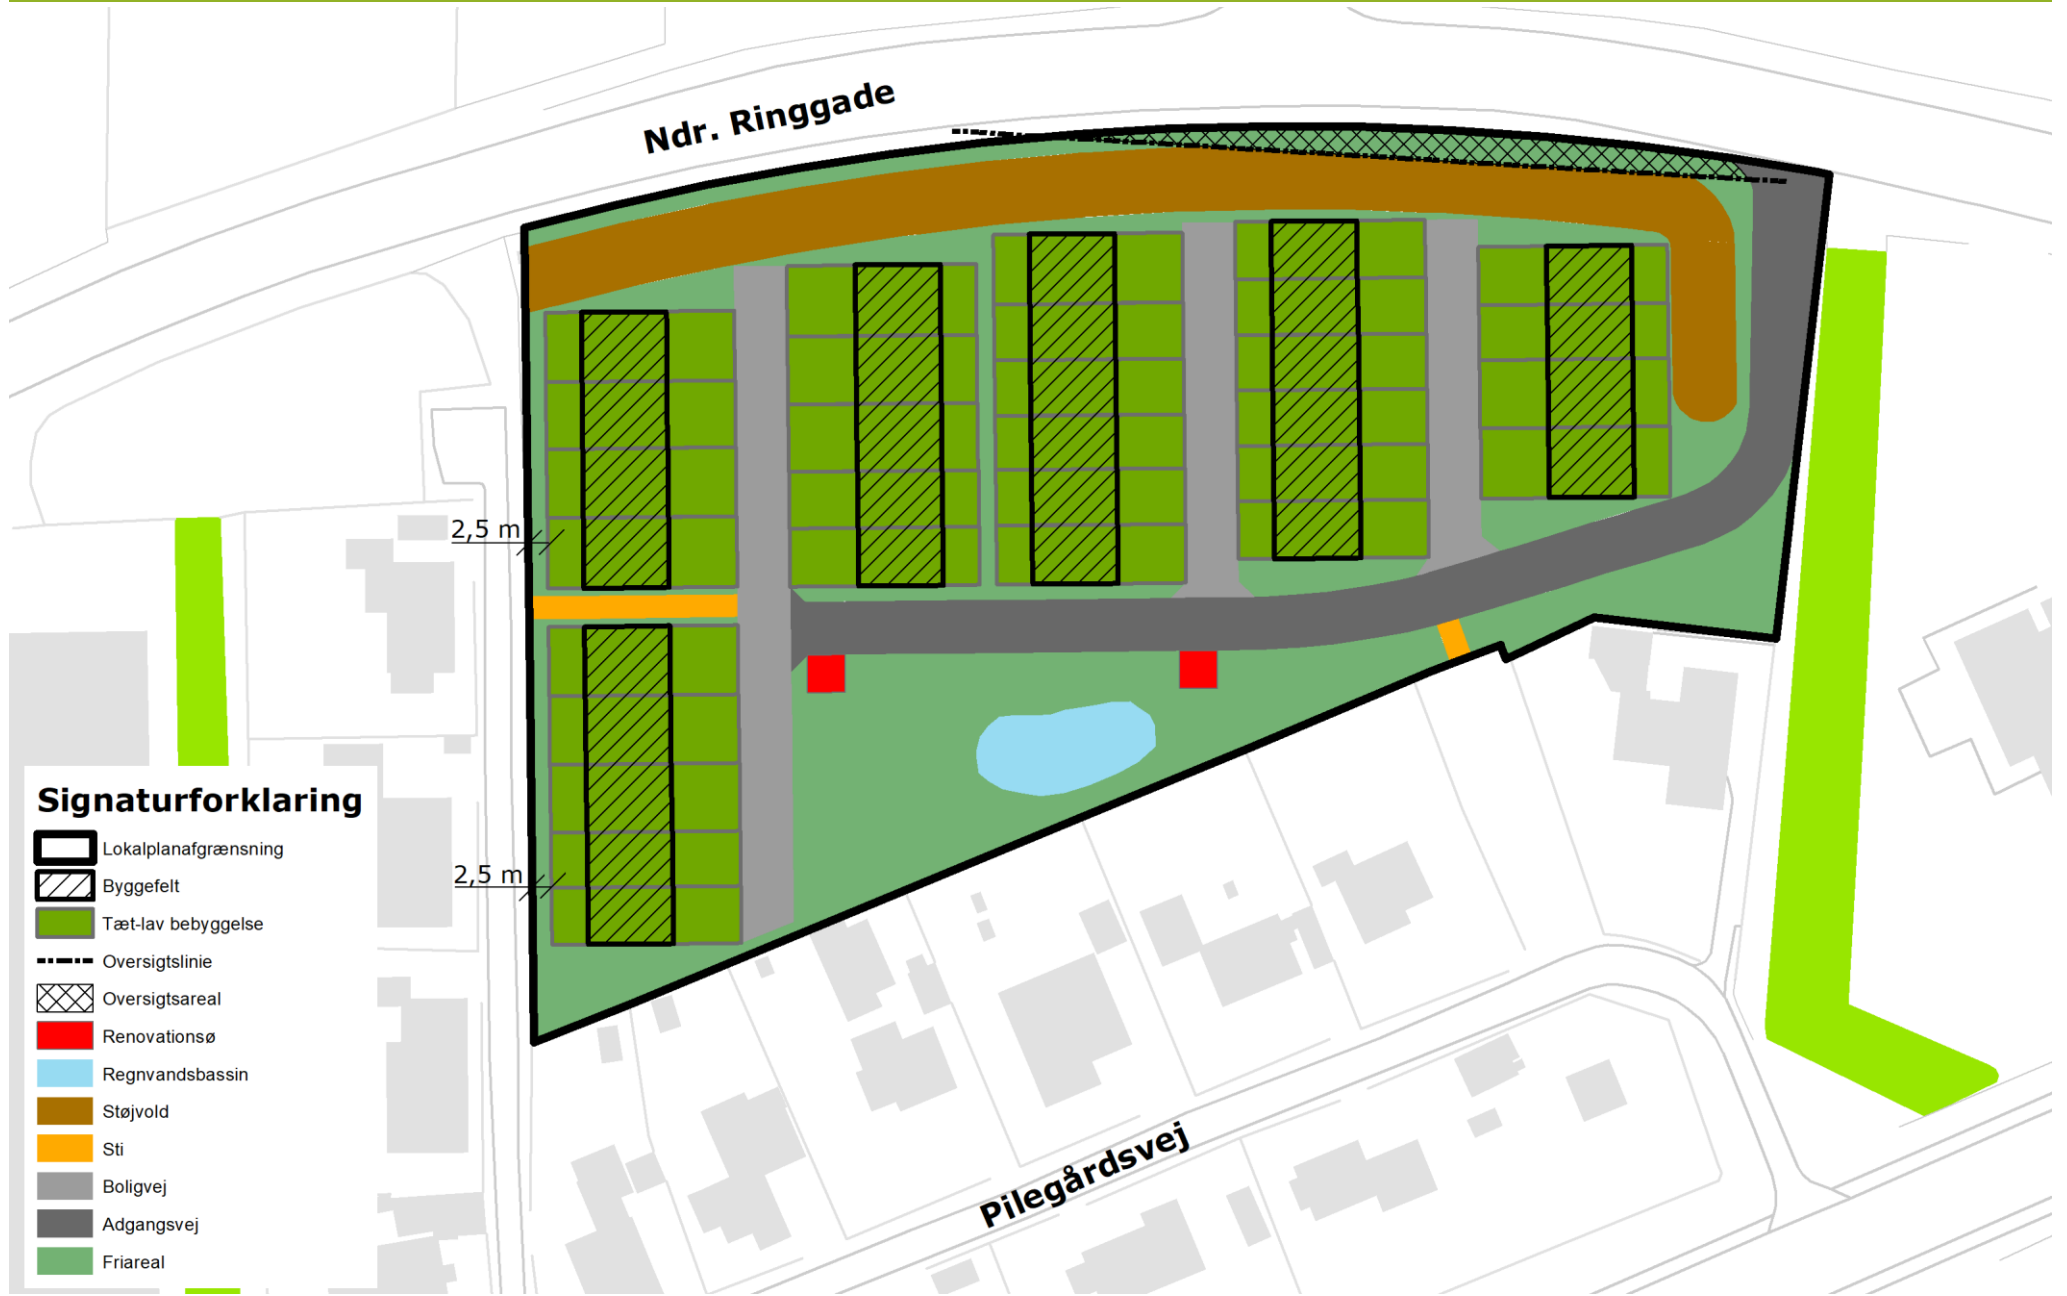 Ndr. Ringgade
2,5 m
2,5 m
Pilegårdsvej
Signaturforklaring
Lokalplanafgrænsning
Byggefelt
Tæt-lav bebyggelse
Oversigtslinie
Oversigtsareal
Renovationsø
Regnvandsbassin
Støjvold
Sti
Boligvej
Adgangsvej
Friareal